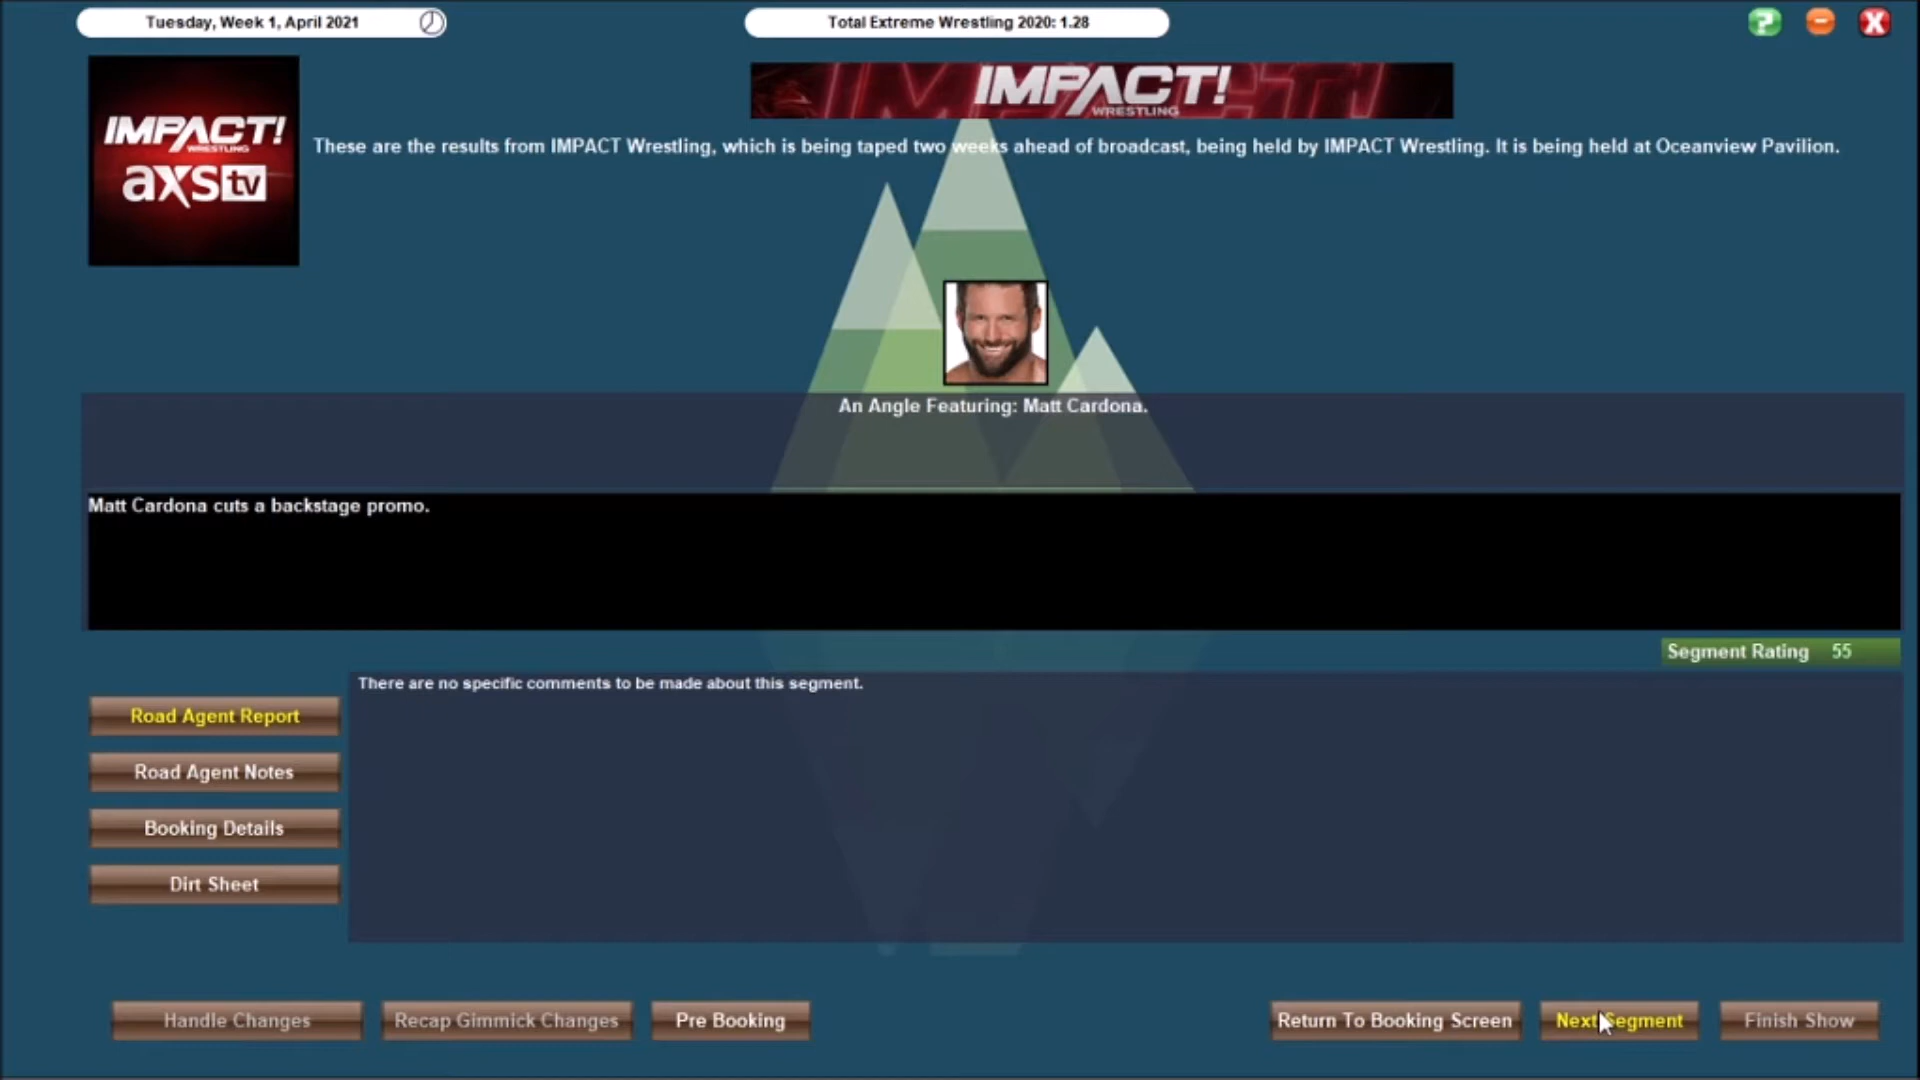 Tuesday, Week 1, April 2021
Total Extreme Wrestling 2020: 1.28
?
X
IMPACT!
WRESTLING
IMPACT!
WRESTLING
axs tv
These are the results from IMPACT Wrestling, which is being taped two weeks ahead of broadcast, being held by IMPACT Wrestling. It is being held at Oceanview Pavilion.
An Angle Featuring: Matt Cardona.
Matt Cardona cuts a backstage promo.
Segment Rating 55
There are no specific comments to be made about this segment.
Road Agent Report
Road Agent Notes
Booking Details
Dirt Sheet
Handle Changes
Recap Gimmick Changes
Pre Booking
Return To Booking Screen
Next Segment
Finish Show